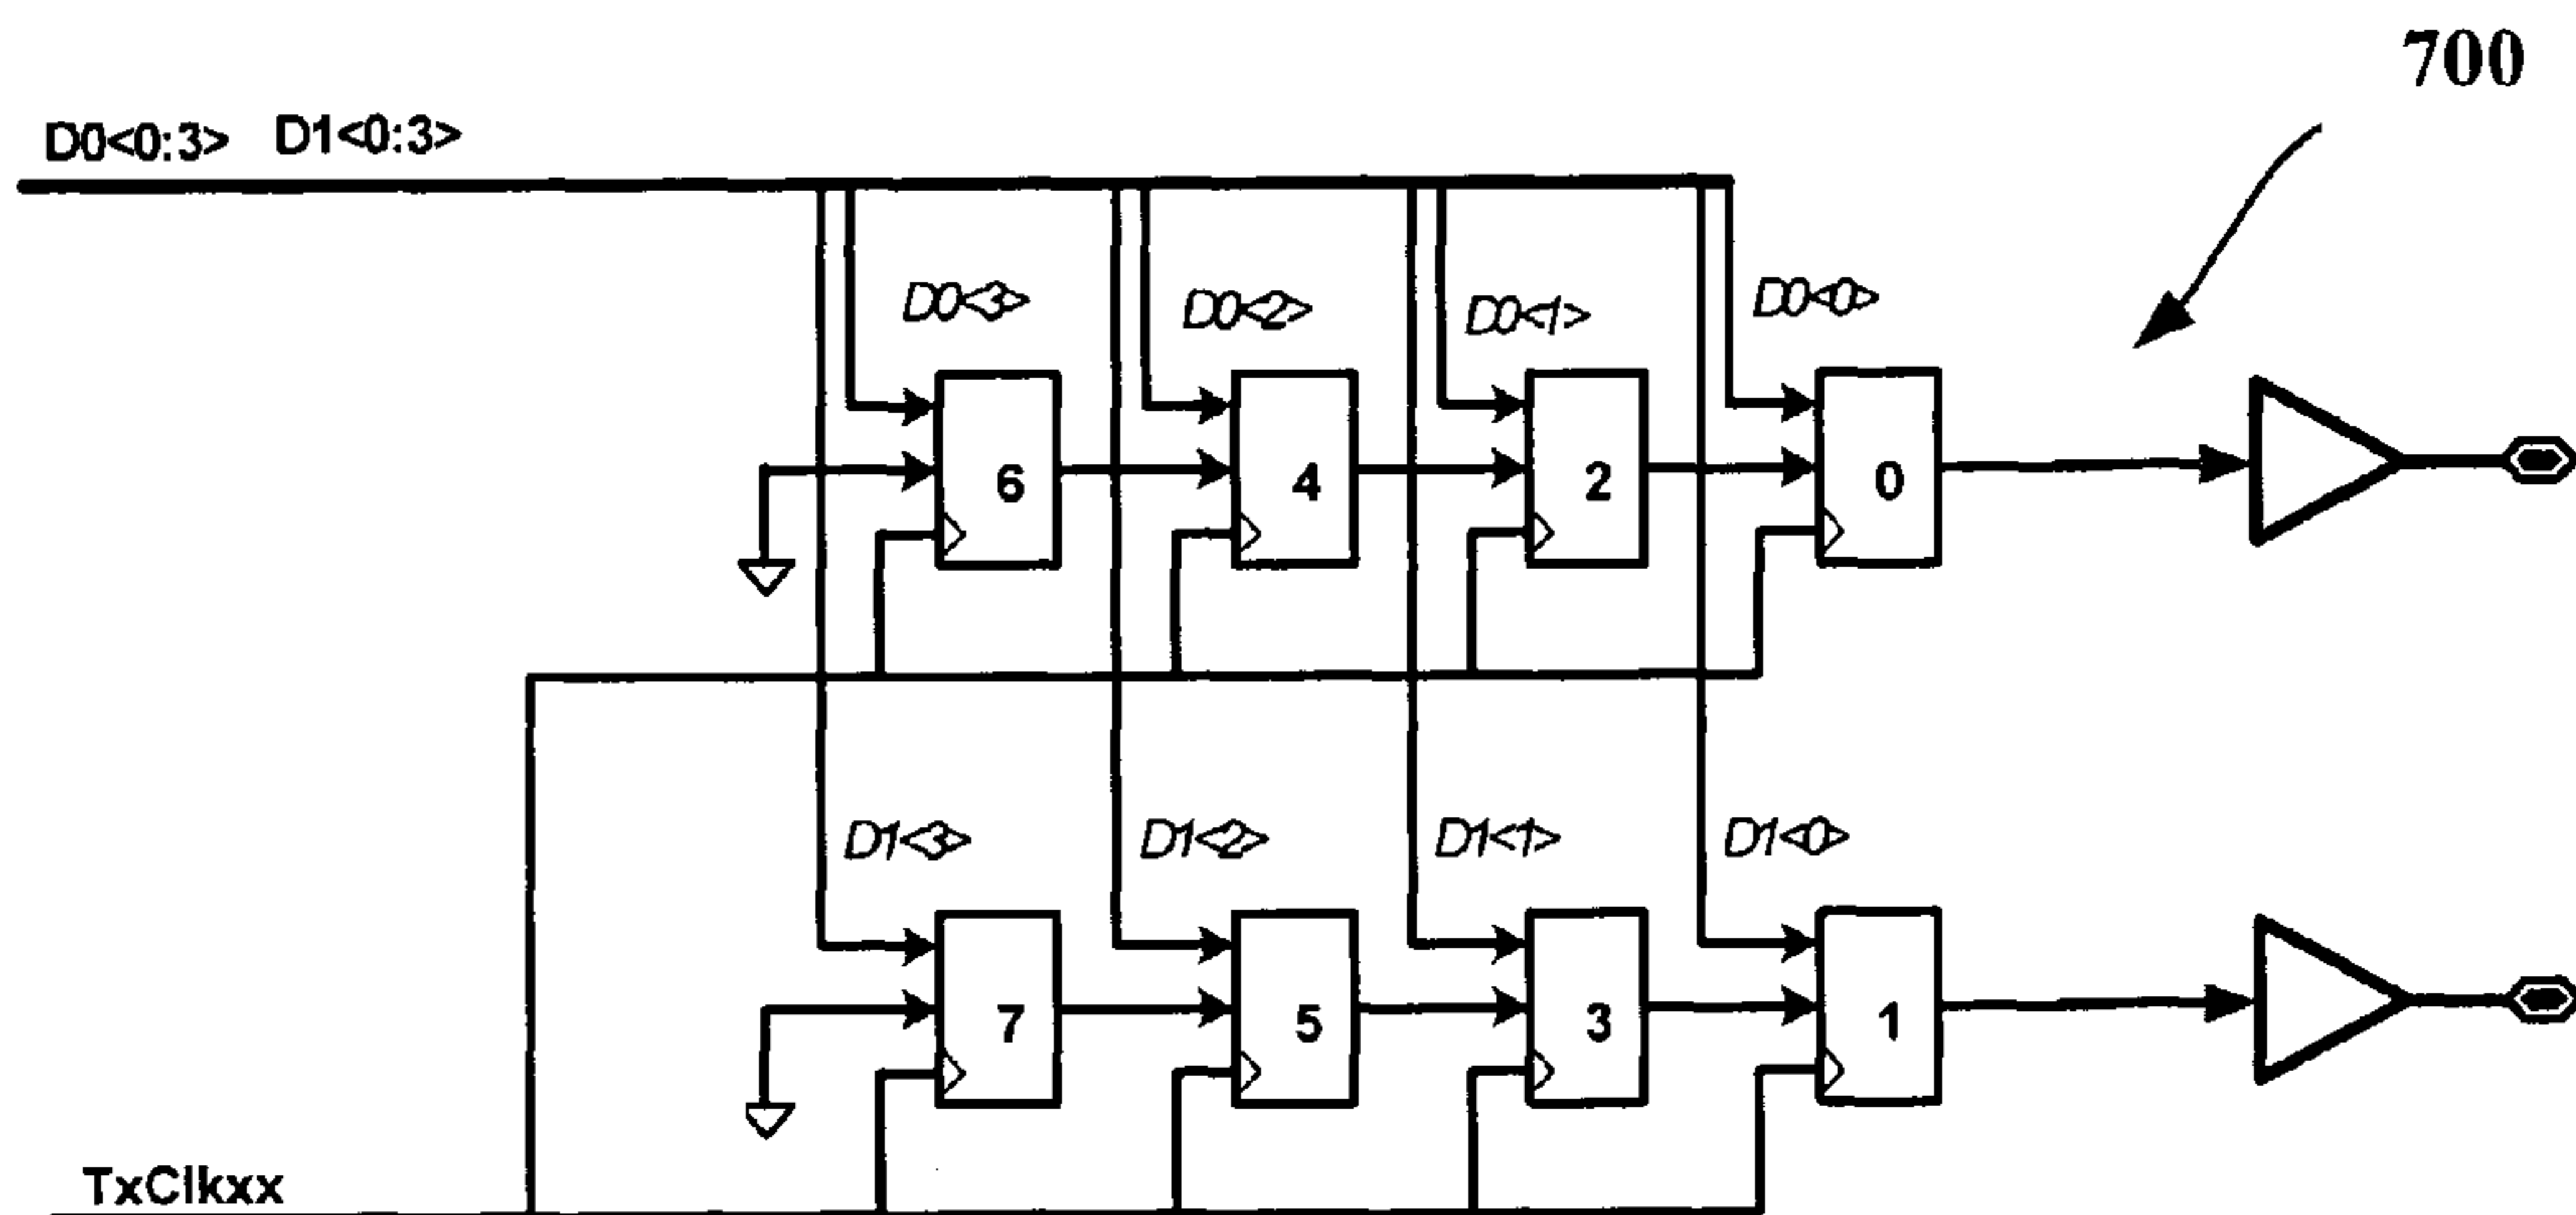 700
D0<0:3> D1<0:3>
D0<3> D0<2> D0<1> D0<0>
6 4 2 0
D1<3> D1<2> D1<1> D1<0>
7 5 3 1
TxClkxx